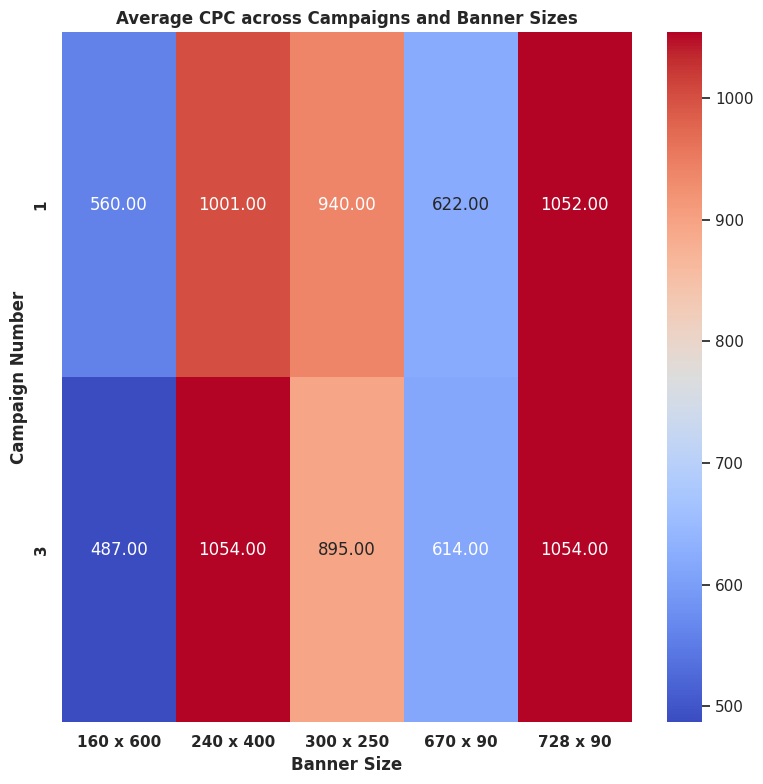 Average CPC across Campaigns and Banner Sizes
Campaign Number
1
560.00 1001.00 940.00 622.00 1052.00
3
487.00 1054.00 895.00 614.00 1054.00
160 x 600 240 x 400 300 x 250 670 x 90 728 x 90
Banner Size
1000
900
800
700
600
500